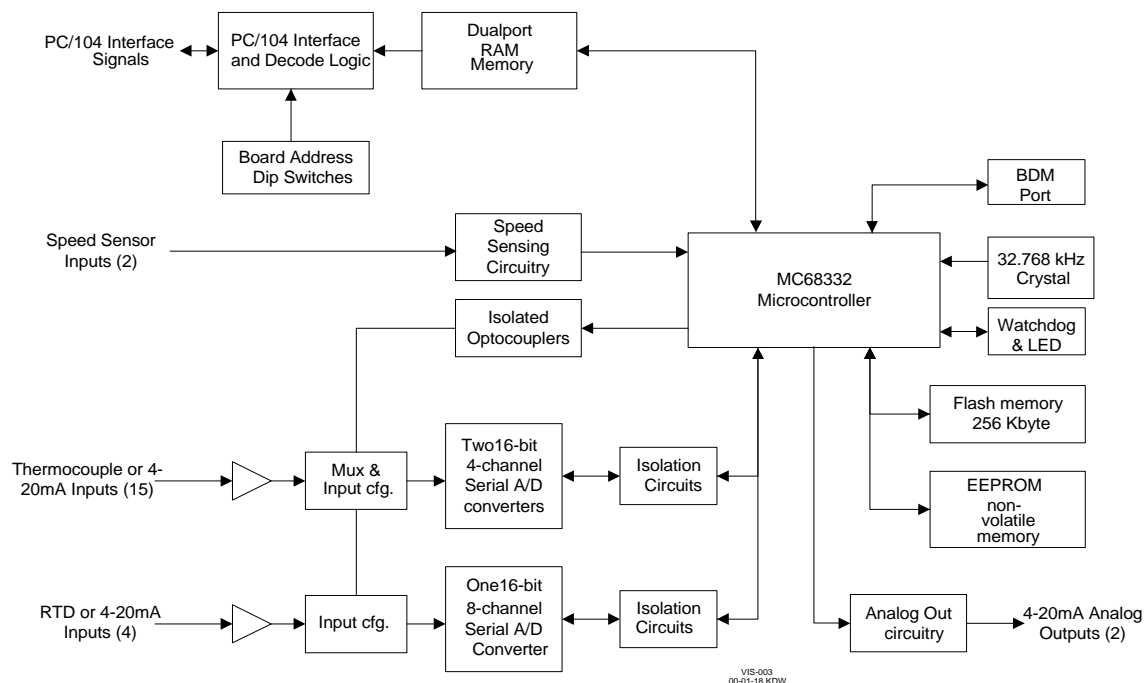 PC/104 Interface
Signals
PC/104 Interface
and Decode Logic
Dualport
RAM
Memory
Board Address
Dip Switches
BDM
Port
Speed Sensor
Inputs (2)
Speed
Sensing
Circuitry
MC68332
Microcontroller
32.768 kHz
Crystal
Isolated
Optocouplers
Watchdog
& LED
Flash memory
256 Kbyte
Thermocouple or 4-
20mA Inputs (15)
Mux &
Input cfg.
Two16-bit
4-channel
Serial A/D
converters
Isolation
Circuits
EEPROM
non-
volatile
memory
RTD or 4-20mA
Inputs (4)
Input cfg.
One16-bit
8-channel
Serial A/D
Converter
Isolation
Circuits
Analog Out
circuitry
4-20mA Analog
Outputs (2)
VIS-003
00-01-18 KDW